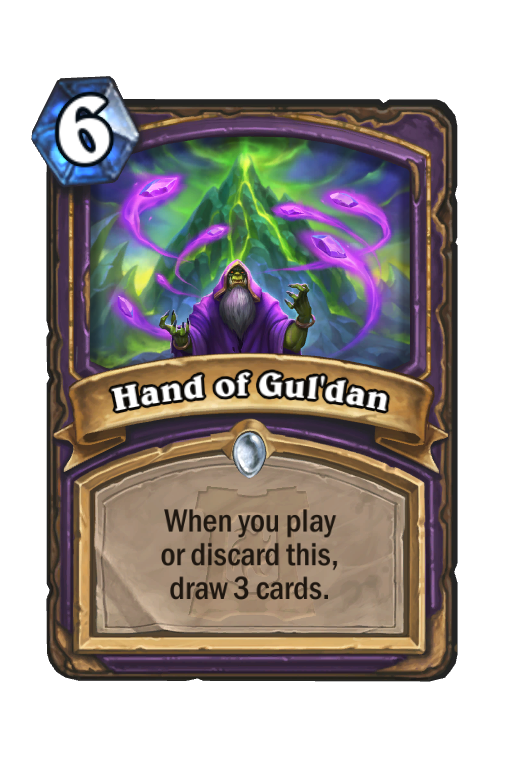 6
Hand of Gul'dan
When you play
or discard this,
draw 3 cards.